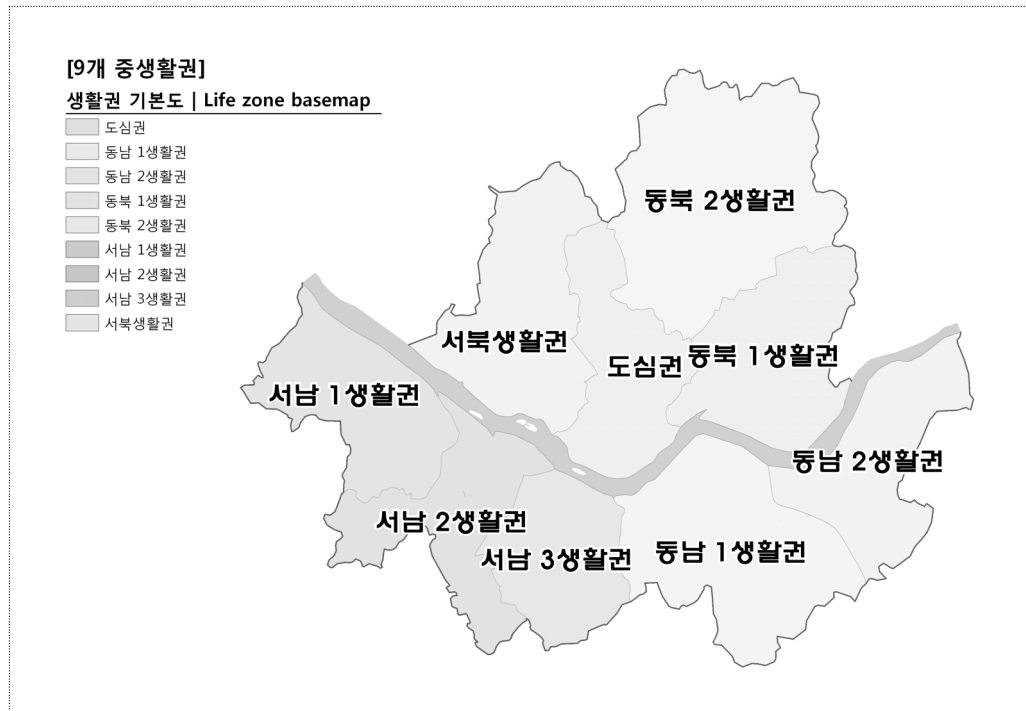 [9개 중생활권]
생활권 기본도 | Life zone basemap
도심권
동남 1생활권
동남 2생활권
동북 1생활권
동북 2생활권
서남 1생활권
서남 2생활권
서남 3생활권
서북생활권
동북 2생활권
서북생활권
도심권
동북 1생활권
서남 1생활권
동남 2생활권
서남 2생활권
서남 3생활권
동남 1생활권